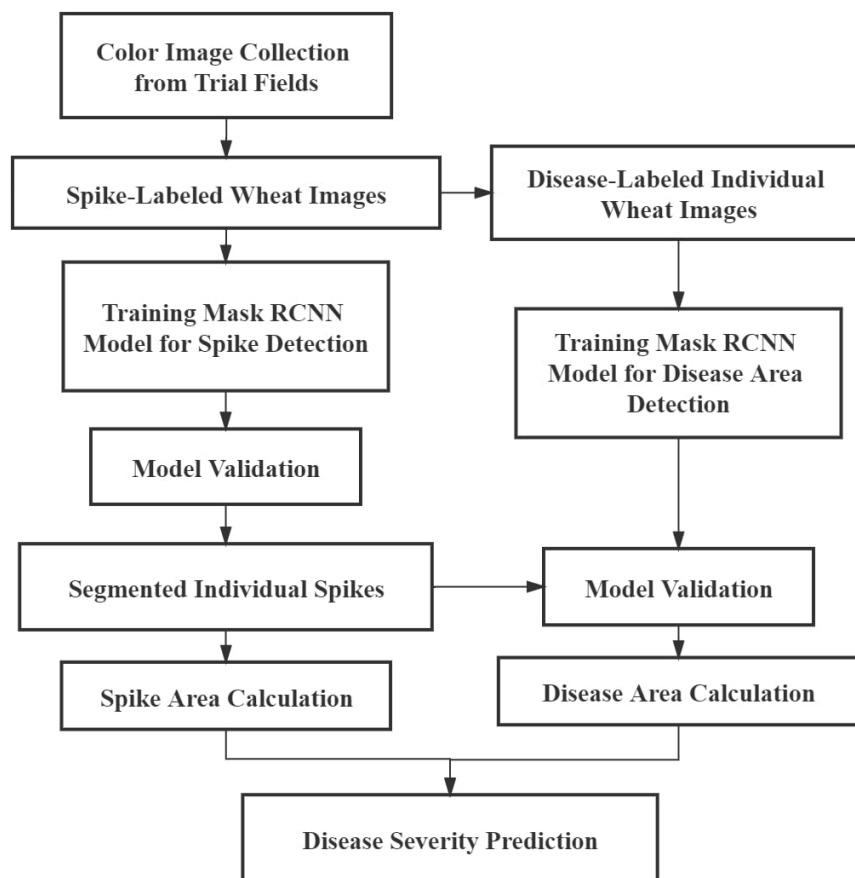 Color Image Collection
from Trial Fields
Spike-Labeled Wheat Images
Disease-Labeled Individual
Wheat Images
Training Mask RCNN
Model for Spike Detection
Training Mask RCNN
Model for Disease Area
Detection
Model Validation
Segmented Individual Spikes
Model Validation
Spike Area Calculation
Disease Area Calculation
Disease Severity Prediction